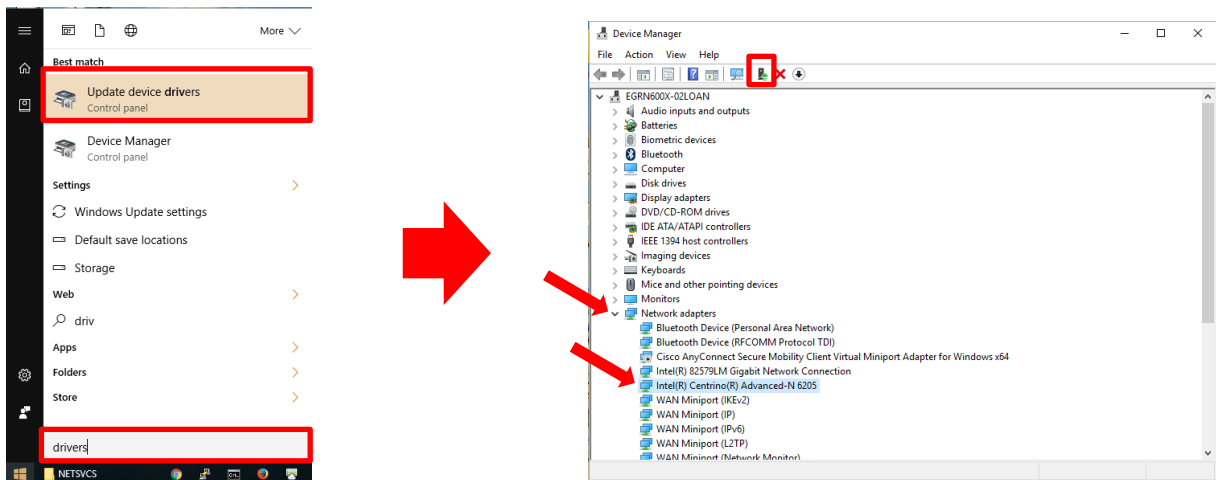 More
Best match
Update device drivers
Control panel
Device Manager
Control panel
Settings
Windows Update settings
Default save locations
Storage
Web
driv
Apps
Folders
Store
drivers
NETSVCS
Device Manager
File Action View Help
EGRN600X-02LOAN
Audio inputs and outputs
Batteries
Biometric devices
Bluetooth
Computer
Disk drives
Display adapters
DVD/CD-ROM drives
IDE ATA/ATAPI controllers
IEEE 1394 host controllers
Imaging devices
Keyboards
Mice and other pointing devices
Monitors
Network adapters
Bluetooth Device (Personal Area Network)
Bluetooth Device (RFCOMM Protocol TDI)
Cisco AnyConnect Secure Mobility Client Virtual Miniport Adapter for Windows x64
Intel(R) 82579LM Gigabit Network Connection
Intel(R) Centrino(R) Advanced-N 6205
WAN Miniport (IKEv2)
WAN Miniport (IP)
WAN Miniport (IPv6)
WAN Miniport (L2TP)
WAN Miniport (Network Monitor)